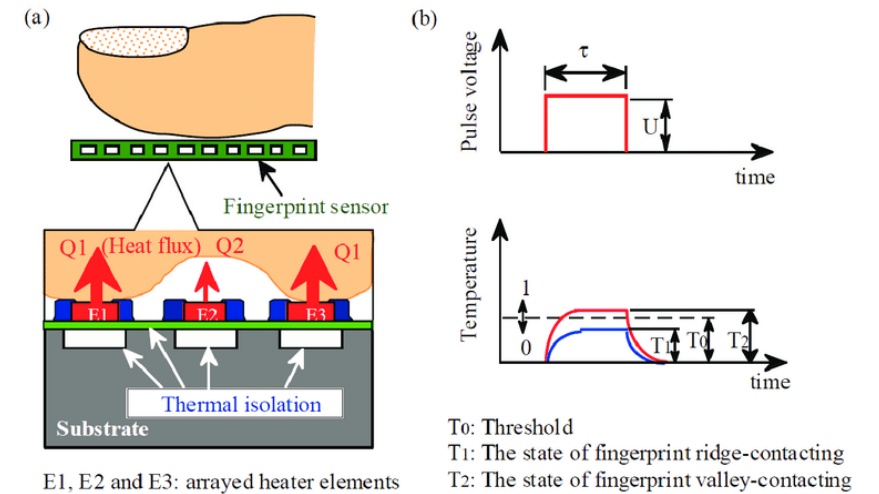 (a)
Fingerprint sensor
Q1 (Heat flux) Q2 Q1
E1 E2 E3
Thermal isolation
Substrate
E1, E2 and E3: arrayed heater elements
(b)
Pulse voltage
τ
U
time
Temperature
1
0
T1 T0 T2
time
T0: Threshold
T1: The state of fingerprint ridge-contacting
T2: The state of fingerprint valley-contacting